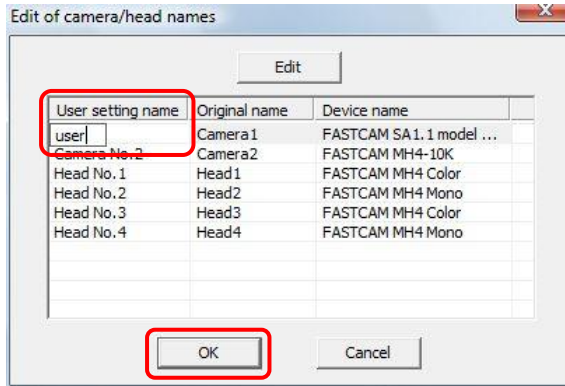 Edit of camera/head names
Edit
User setting name Original name Device name
user Camera1 FASTCAM SA1.1 model ...
Camera No.2 Camera2 FASTCAM MH4-10K
Head No.1 Head1 FASTCAM MH4 Color
Head No.2 Head2 FASTCAM MH4 Mono
Head No.3 Head3 FASTCAM MH4 Color
Head No.4 Head4 FASTCAM MH4 Mono
OK Cancel